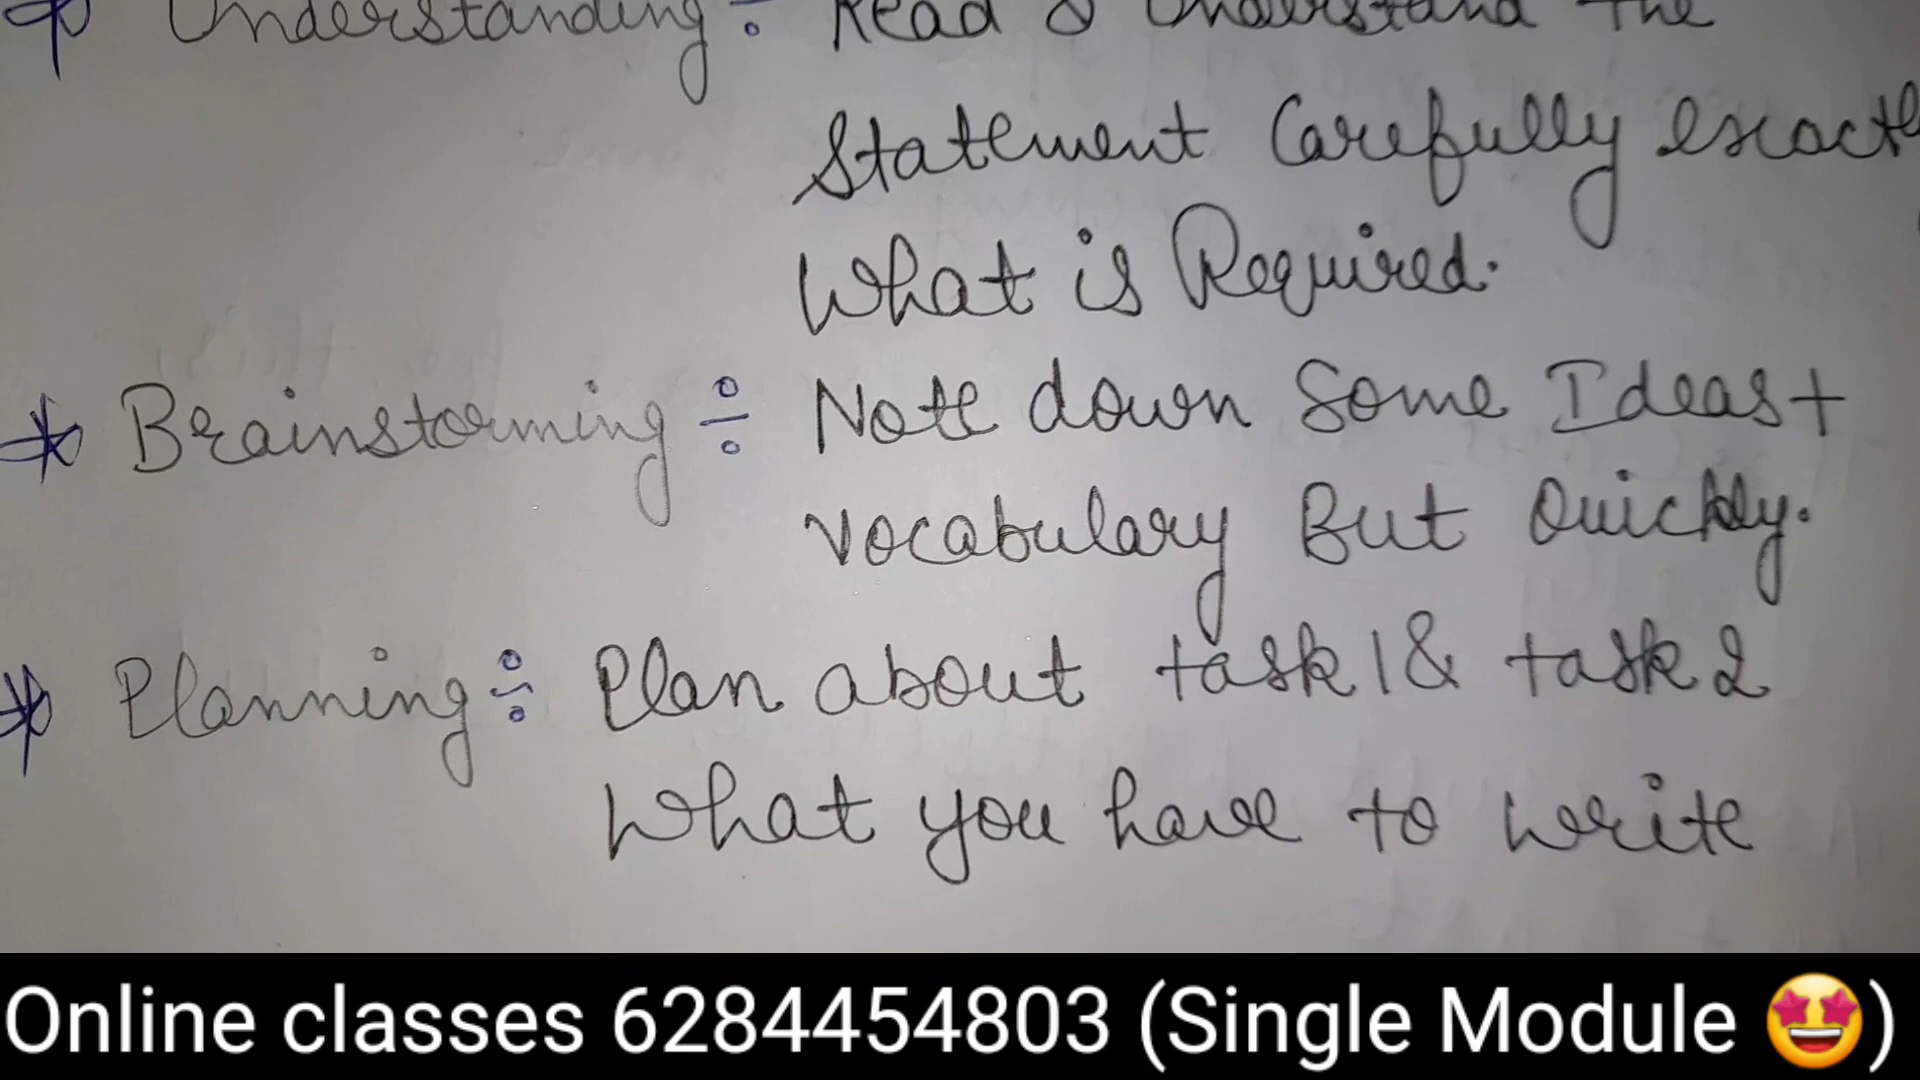 * Understanding ÷ Read & Understand the
Statement Carefully exactl
What is Required.
* Brainstorming ÷ Note down Some Ideas +
Vocabulary But Quickly.
* Planning ÷ Plan about task 1 & task 2
What you have to write
Online classes 6284454803 (Single Module 🤩)